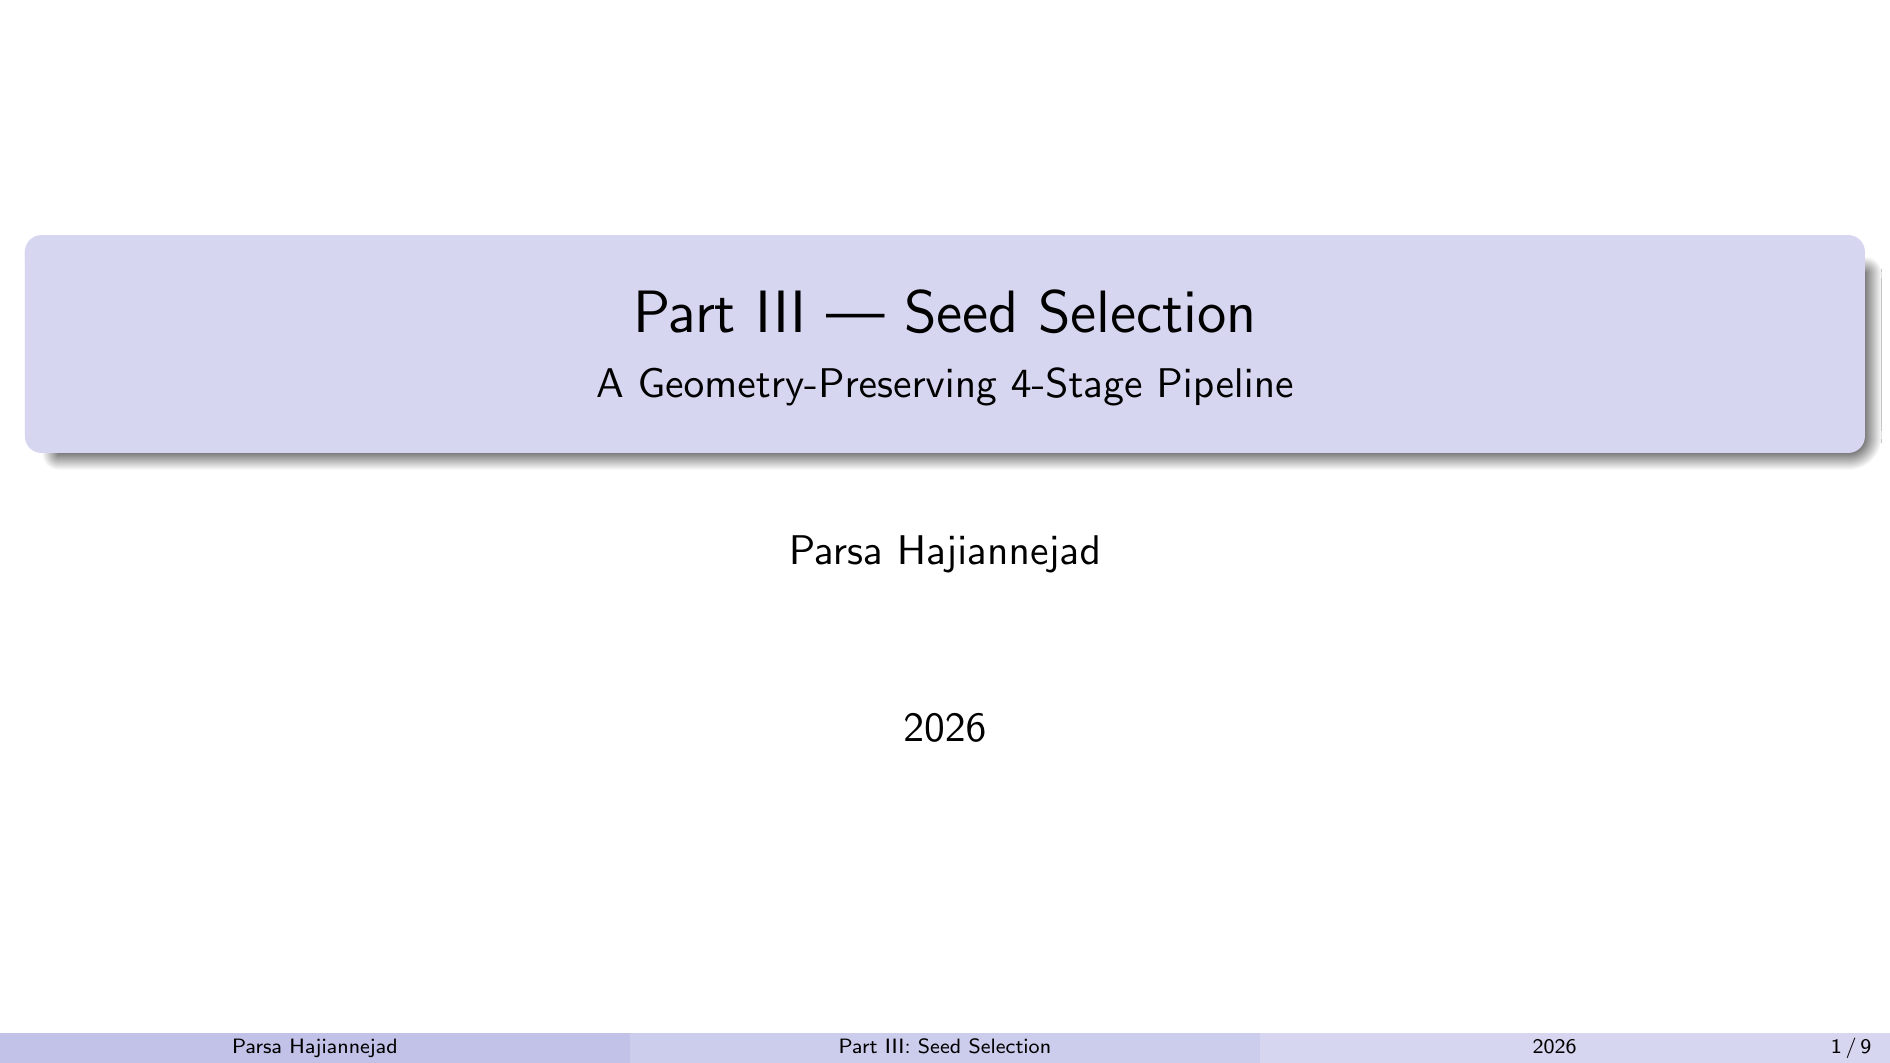 Part III — Seed Selection
A Geometry-Preserving 4-Stage Pipeline
Parsa Hajiannejad
2026
Parsa Hajiannejad Part III: Seed Selection 2026 1 / 9